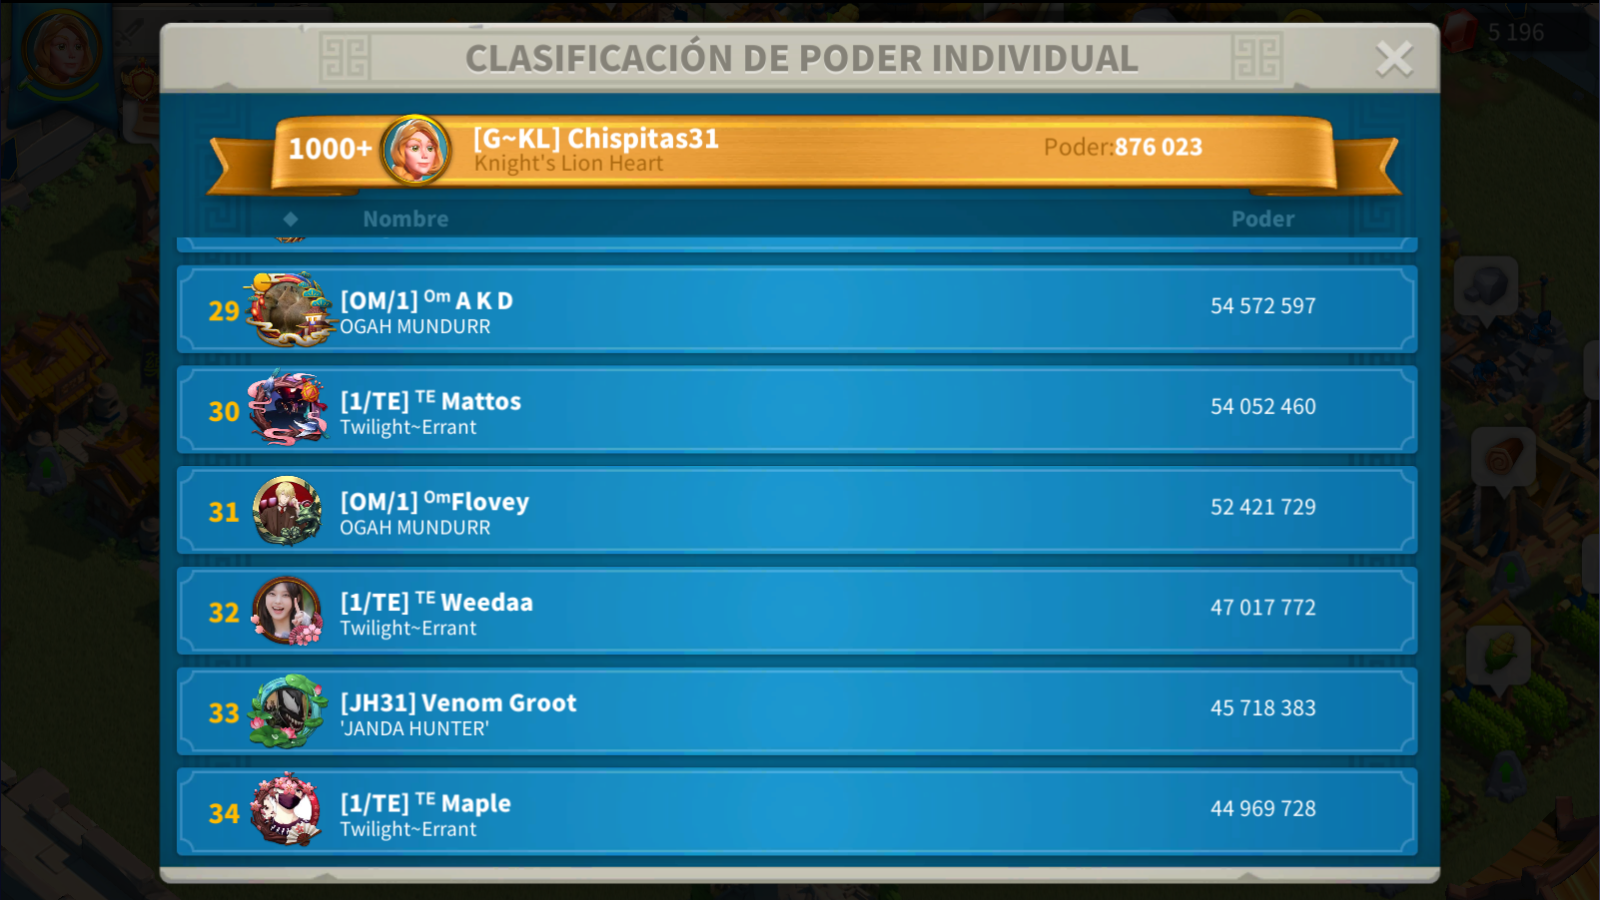 5 196
CLASIFICACIÓN DE PODER INDIVIDUAL
1000+ [G~KL] Chispitas31 Poder:876 023
Knight's Lion Heart
Nombre Poder
29 [OM/1] ᴼᵐ A K D 54 572 597
OGAH MUNDURR
30 [1/TE] ᵀᴱ Mattos 54 052 460
Twilight~Errant
31 [OM/1] ᴼᵐFlovey 52 421 729
OGAH MUNDURR
32 [1/TE] ᵀᴱ Weedaa 47 017 772
Twilight~Errant
33 [JH31] Venom Groot 45 718 383
'JANDA HUNTER'
34 [1/TE] ᵀᴱ Maple 44 969 728
Twilight~Errant